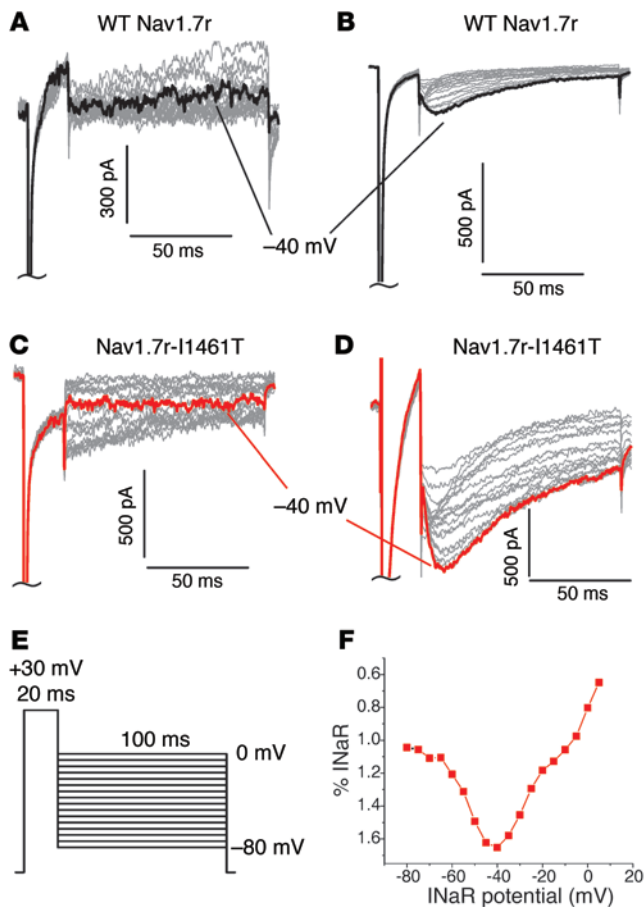 A
WT Nav1.7r
300 pA
50 ms
B
WT Nav1.7r
500 pA
50 ms
–40 mV
C
Nav1.7r-I1461T
500 pA
50 ms
D
Nav1.7r-I1461T
500 pA
50 ms
–40 mV
E
+30 mV
20 ms
100 ms
0 mV
–80 mV
F
% INaR
0.6
0.8
1.0
1.2
1.4
1.6
-80 -60 -40 -20 0 20
INaR potential (mV)